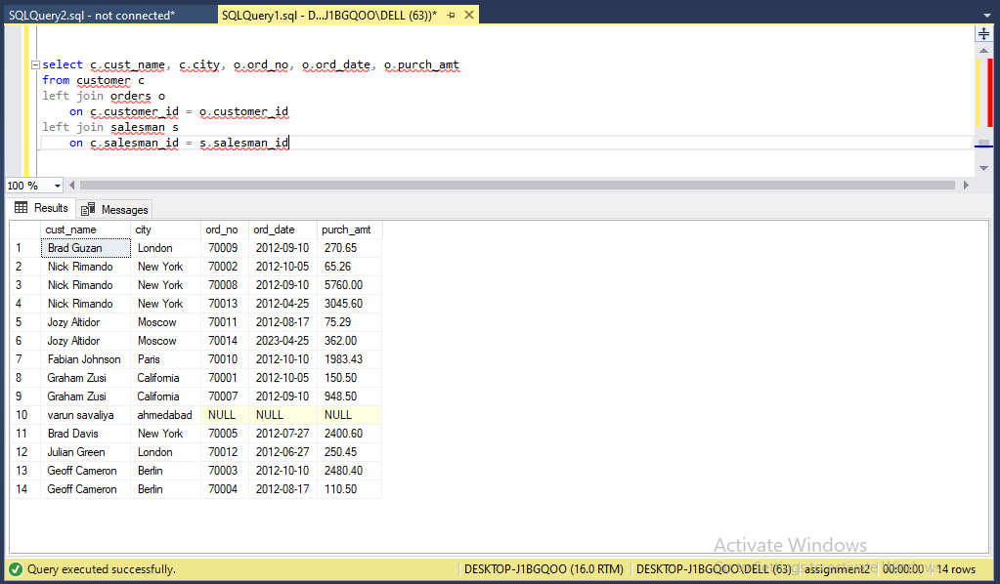 SQLQuery2.sql - not connected* SQLQuery1.sql - D...J1BGQOO\DELL (63))*
select c.cust_name, c.city, o.ord_no, o.ord_date, o.purch_amt
from customer c
left join orders o
on c.customer_id = o.customer_id
left join salesman s
on c.salesman_id = s.salesman_id
100 %
Results Messages
cust_name city ord_no ord_date purch_amt
1 Brad Guzan London 70009 2012-09-10 270.65
2 Nick Rimando New York 70002 2012-10-05 65.26
3 Nick Rimando New York 70008 2012-09-10 5760.00
4 Nick Rimando New York 70013 2012-04-25 3045.60
5 Jozy Altidor Moscow 70011 2012-08-17 75.29
6 Jozy Altidor Moscow 70014 2023-04-25 362.00
7 Fabian Johnson Paris 70010 2012-10-10 1983.43
8 Graham Zusi California 70001 2012-10-05 150.50
9 Graham Zusi California 70007 2012-09-10 948.50
10 varun savaliya ahmedabad NULL NULL NULL
11 Brad Davis New York 70005 2012-07-27 2400.60
12 Julian Green London 70012 2012-06-27 250.45
13 Geoff Cameron Berlin 70003 2012-10-10 2480.40
14 Geoff Cameron Berlin 70004 2012-08-17 110.50
Activate Windows
Query executed successfully. DESKTOP-J1BGQOO (16.0 RTM) DESKTOP-J1BGQOO\DELL (63) assignment2 00:00:00 14 rows